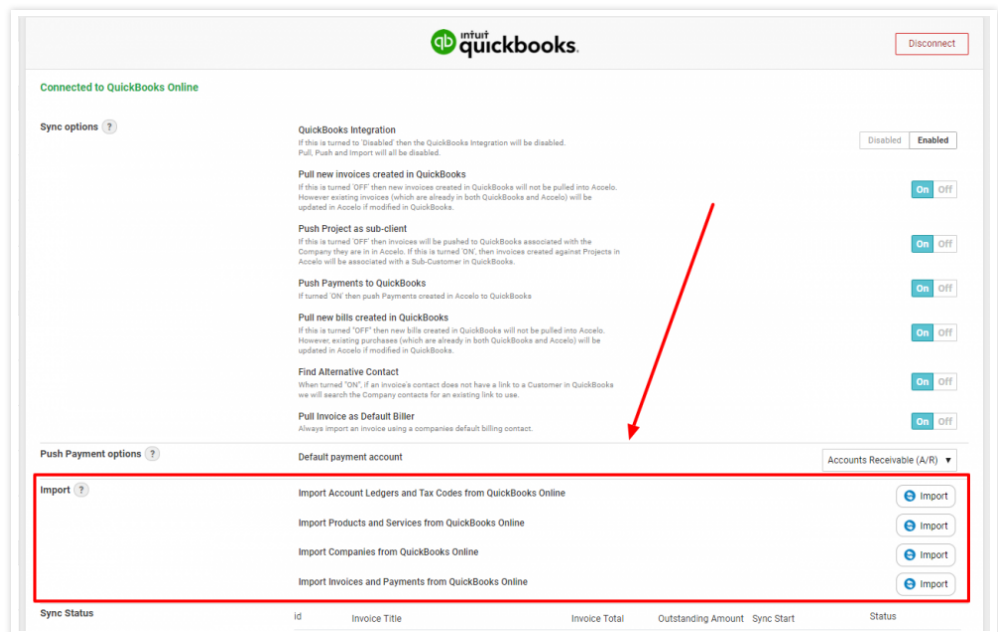 intuit
qb quickbooks.
Disconnect
Connected to QuickBooks Online
Sync options ?
QuickBooks Integration
If this is turned to 'Disabled' then the QuickBooks Integration will be disabled.
Pull, Push and Import will all be disabled.
Disabled Enabled
Pull new invoices created in QuickBooks
If this is turned 'OFF' then new invoices created in QuickBooks will not be pulled into Accelo.
However existing invoices (which are already in both QuickBooks and Accelo) will be
updated in Accelo if modified in QuickBooks.
On Off
Push Project as sub-client
If this is turned 'OFF' then invoices will be pushed to QuickBooks associated with the
Company they are in in Accelo. If this is turned 'ON', then invoices created against Projects in
Accelo will be associated with a Sub-Customer in QuickBooks.
On Off
Push Payments to QuickBooks
If turned 'ON' then push Payments created in Accelo to QuickBooks
On Off
Pull new bills created in QuickBooks
If this is turned "OFF" then new bills created in QuickBooks will not be pulled into Accelo.
However, existing purchases (which are already in both QuickBooks and Accelo) will be
updated in Accelo if modified in QuickBooks.
On Off
Find Alternative Contact
When turned "ON", if an invoice's contact does not have a link to a Customer in QuickBooks
we will search the Company contacts for an existing link to use.
On Off
Pull Invoice as Default Biller
Always import an invoice using a companies default billing contact.
On Off
Push Payment options ?
Default payment account
Accounts Receivable (A/R)
Import ?
Import Account Ledgers and Tax Codes from QuickBooks Online
Import
Import Products and Services from QuickBooks Online
Import
Import Companies from QuickBooks Online
Import
Import Invoices and Payments from QuickBooks Online
Import
Sync Status
id Invoice Title Invoice Total Outstanding Amount Sync Start Status